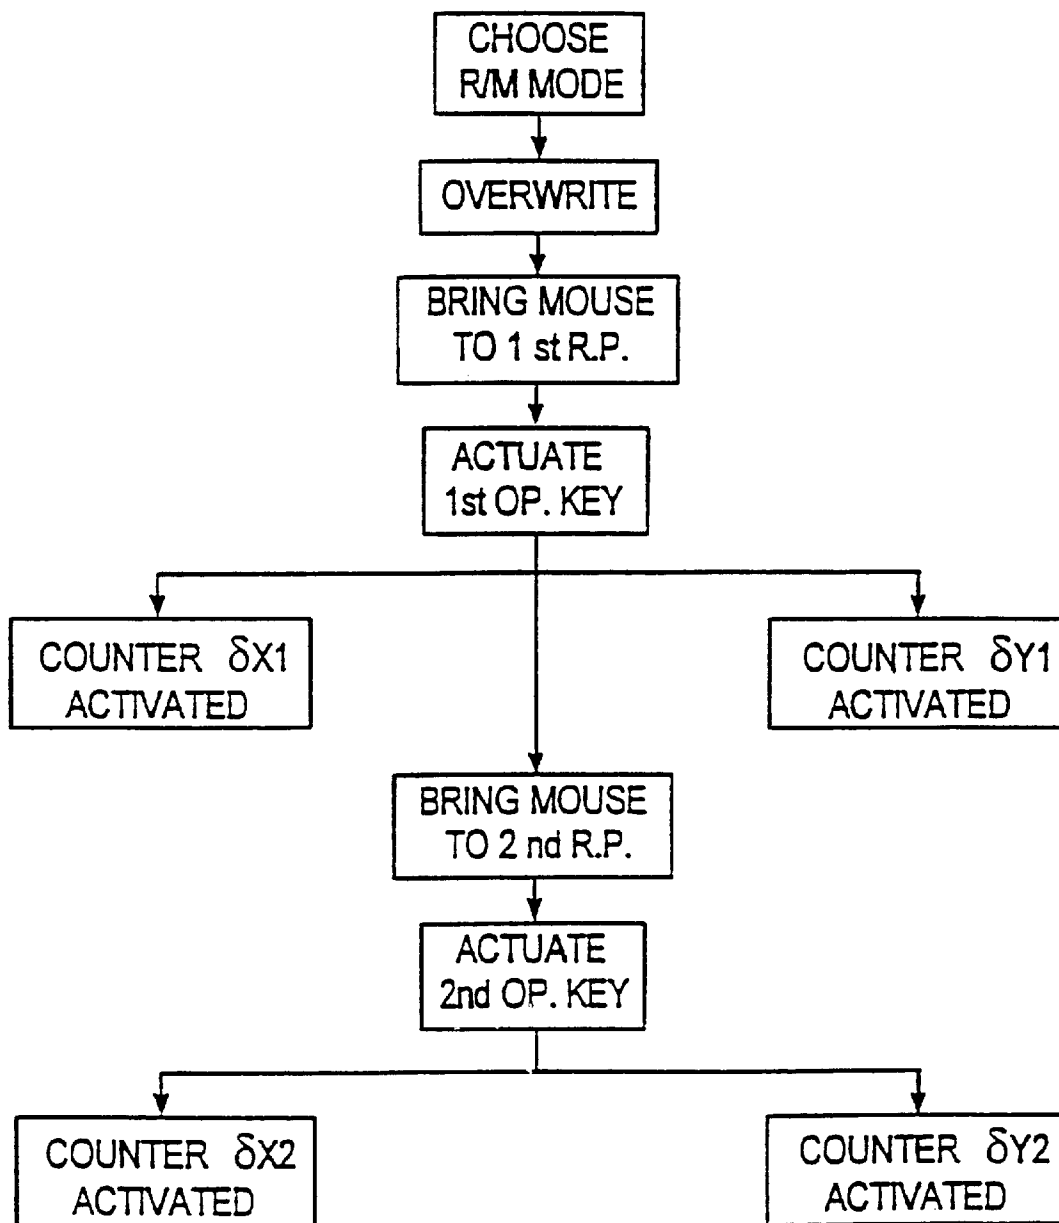 CHOOSE
R/M MODE
OVERWRITE
BRING MOUSE
TO 1 st R.P.
ACTUATE
1st OP. KEY
COUNTER δX1
ACTIVATED
COUNTER δY1
ACTIVATED
BRING MOUSE
TO 2 nd R.P.
ACTUATE
2nd OP. KEY
COUNTER δX2
ACTIVATED
COUNTER δY2
ACTIVATED